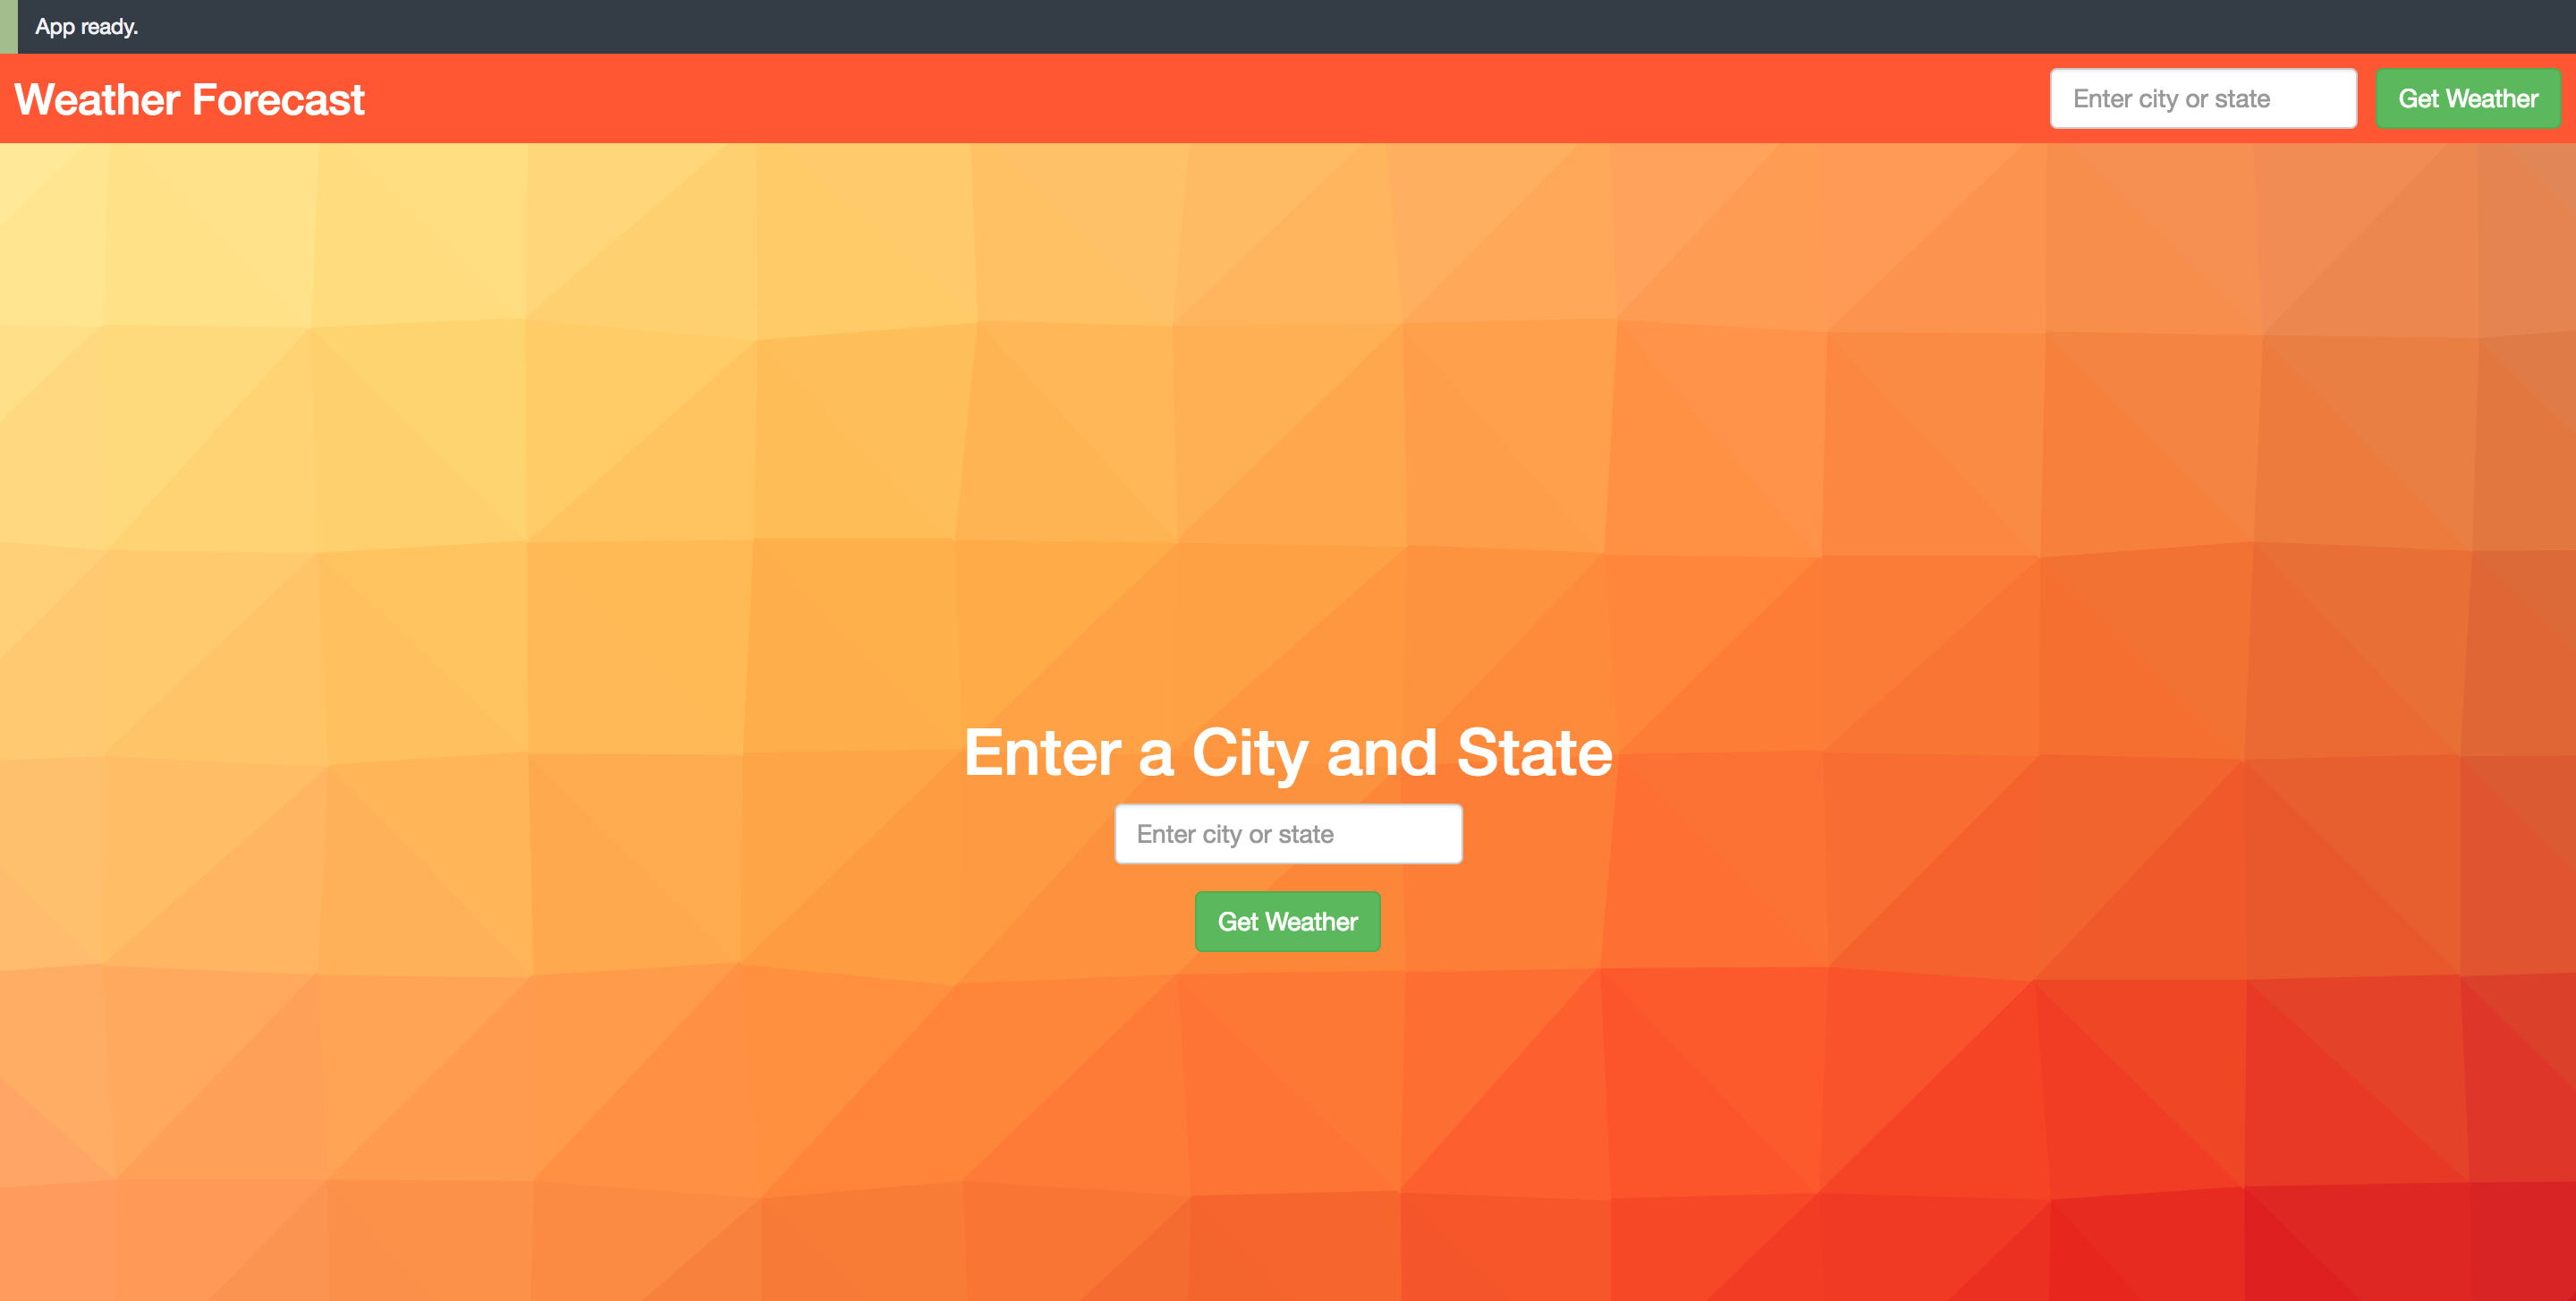 App ready.
Weather Forecast
Enter city or state
Get Weather
Enter a City and State
Enter city or state
Get Weather